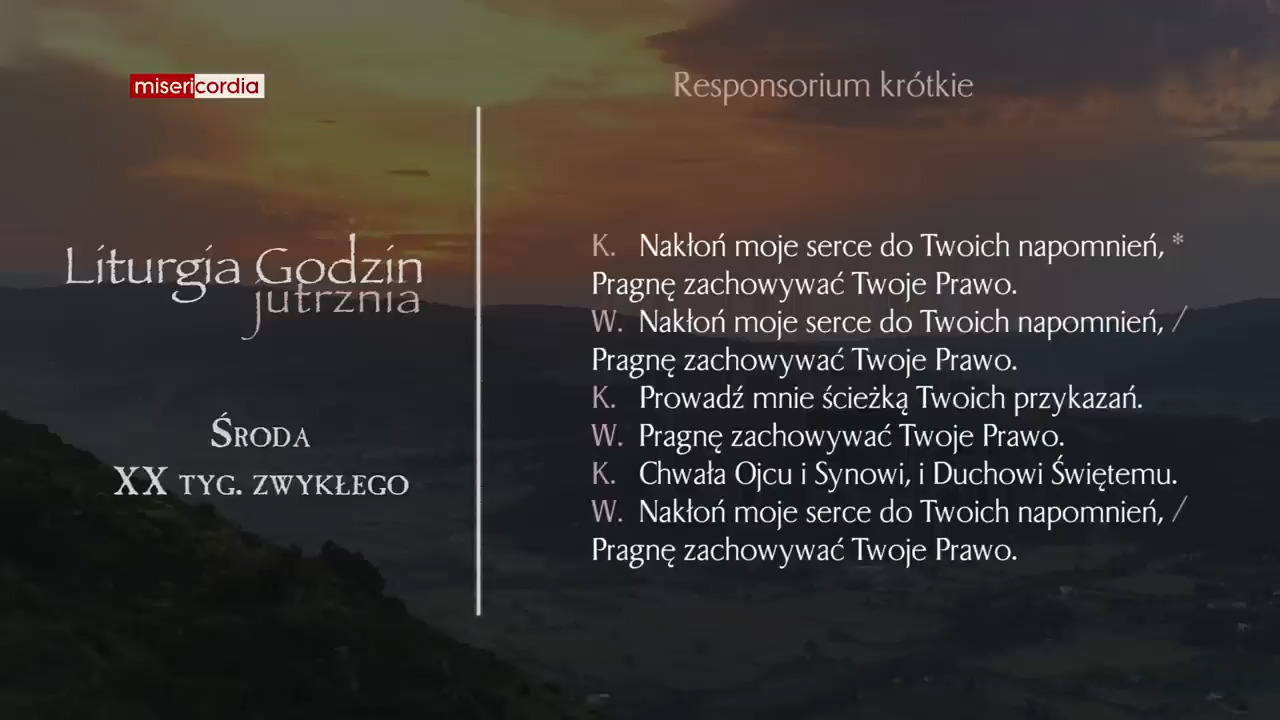 misericordia
Liturgia Godzin
jutrznia
Środa
XX tyg. zwykłego
Responsorium krótkie
K. Nakłoń moje serce do Twoich napomnień, *
Pragnę zachowywać Twoje Prawo.
W. Nakłoń moje serce do Twoich napomnień, /
Pragnę zachowywać Twoje Prawo.
K. Prowadź mnie ścieżką Twoich przykazań.
W. Pragnę zachowywać Twoje Prawo.
K. Chwała Ojcu i Synowi, i Duchowi Świętemu.
W. Nakłoń moje serce do Twoich napomnień, /
Pragnę zachowywać Twoje Prawo.